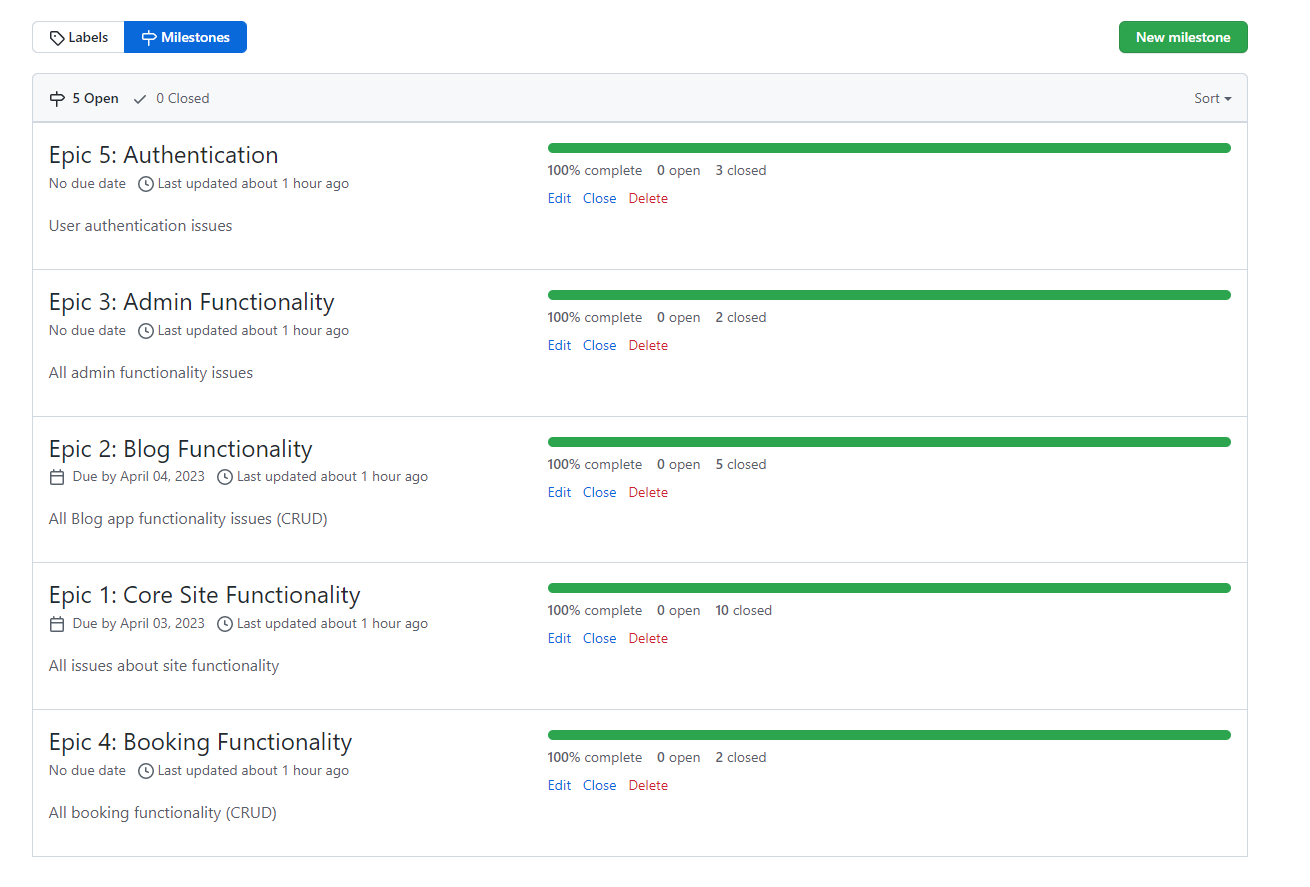 Labels Milestones New milestone
5 Open 0 Closed Sort
Epic 5: Authentication
No due date Last updated about 1 hour ago
User authentication issues
100% complete 0 open 3 closed
Edit Close Delete
Epic 3: Admin Functionality
No due date Last updated about 1 hour ago
All admin functionality issues
100% complete 0 open 2 closed
Edit Close Delete
Epic 2: Blog Functionality
Due by April 04, 2023 Last updated about 1 hour ago
All Blog app functionality issues (CRUD)
100% complete 0 open 5 closed
Edit Close Delete
Epic 1: Core Site Functionality
Due by April 03, 2023 Last updated about 1 hour ago
All issues about site functionality
100% complete 0 open 10 closed
Edit Close Delete
Epic 4: Booking Functionality
No due date Last updated about 1 hour ago
All booking functionality (CRUD)
100% complete 0 open 2 closed
Edit Close Delete